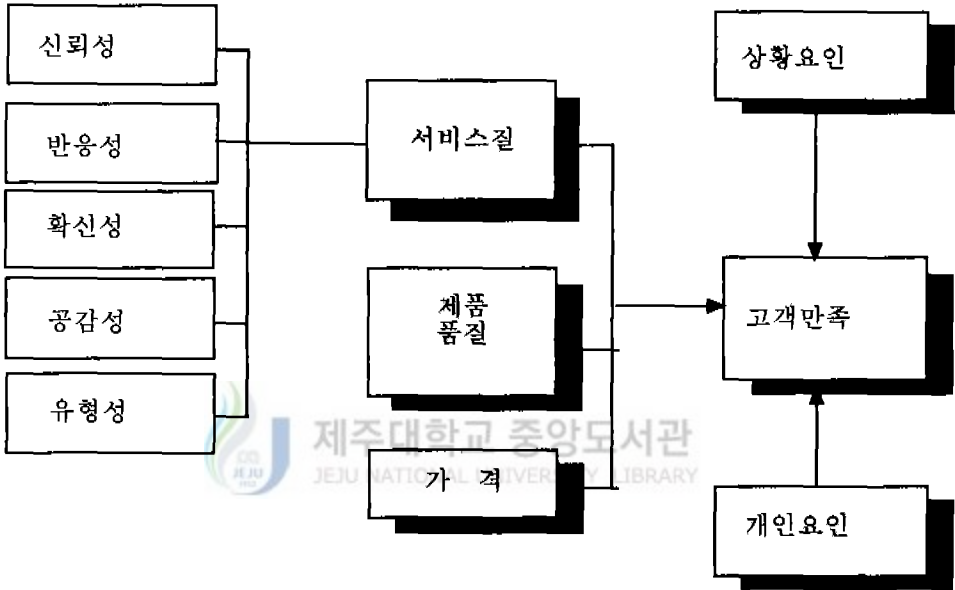 신뢰성
반응성
확신성
공감성
유형성
서비스질
제품
품질
가 격
상황요인
고객만족
개인요인
제주대학교 중앙도서관
JEJU NATIONAL UNIVERSITY LIBRARY
JEJU
1952